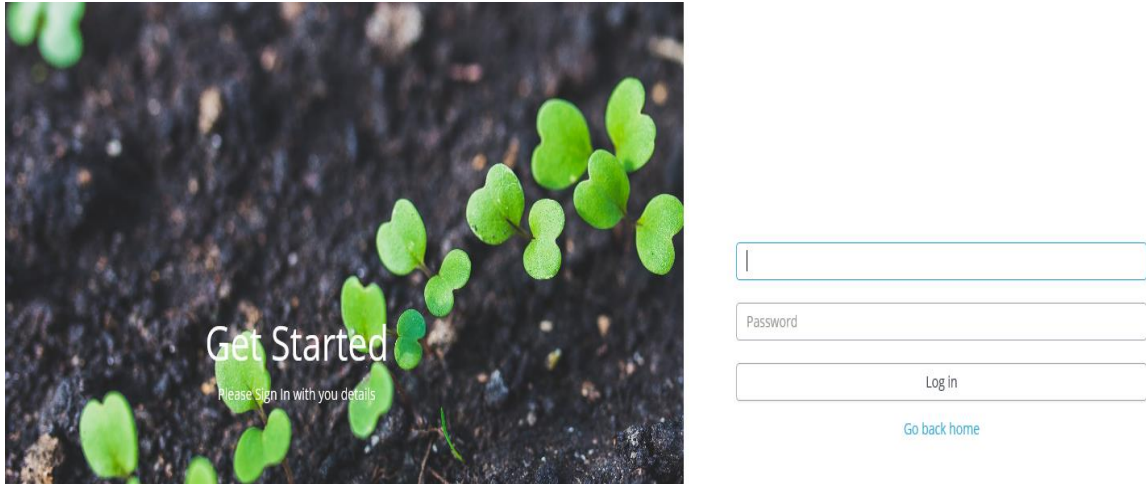 Get Started
Please Sign In with you details
Password
Log in
Go back home